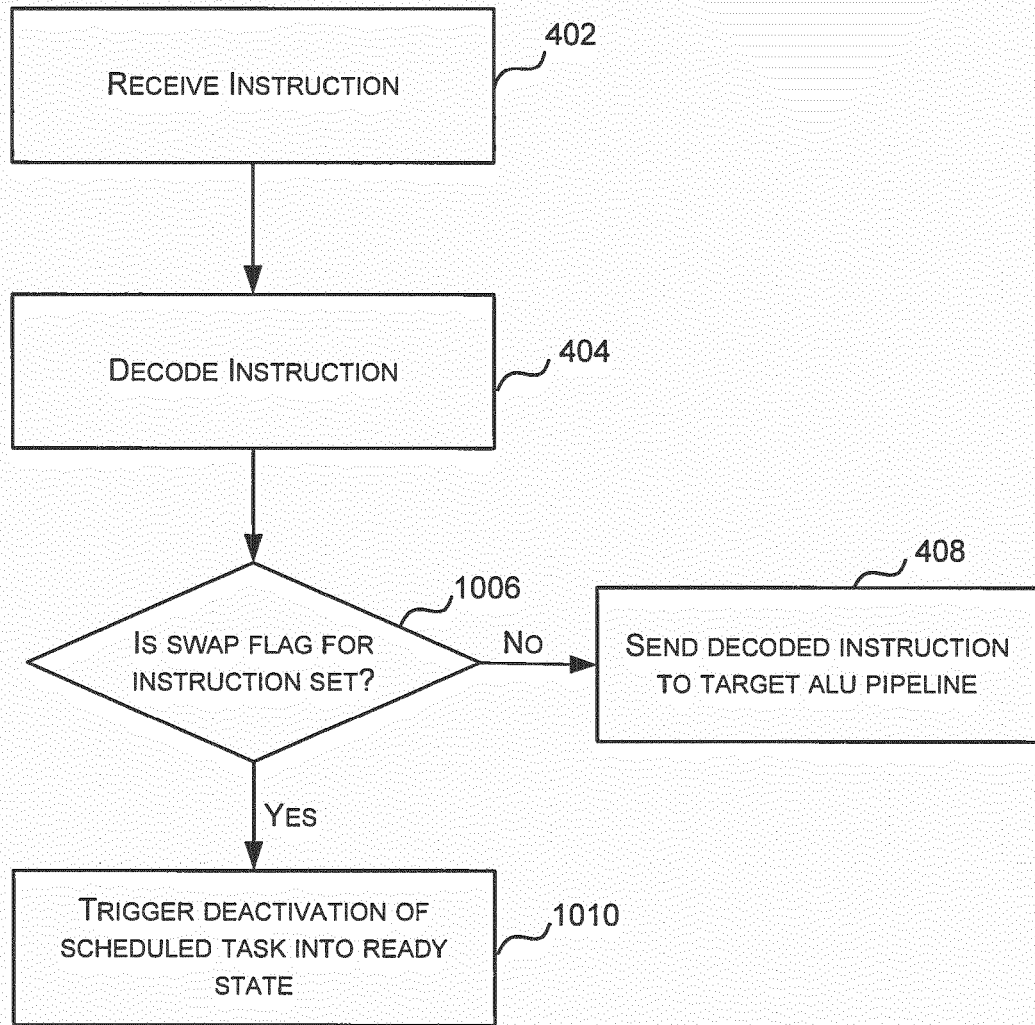 402
RECEIVE INSTRUCTION
404
DECODE INSTRUCTION
408
1006
IS SWAP FLAG FOR
INSTRUCTION SET?
NO
SEND DECODED INSTRUCTION
TO TARGET ALU PIPELINE
YES
TRIGGER DEACTIVATION OF
SCHEDULED TASK INTO READY
STATE
1010